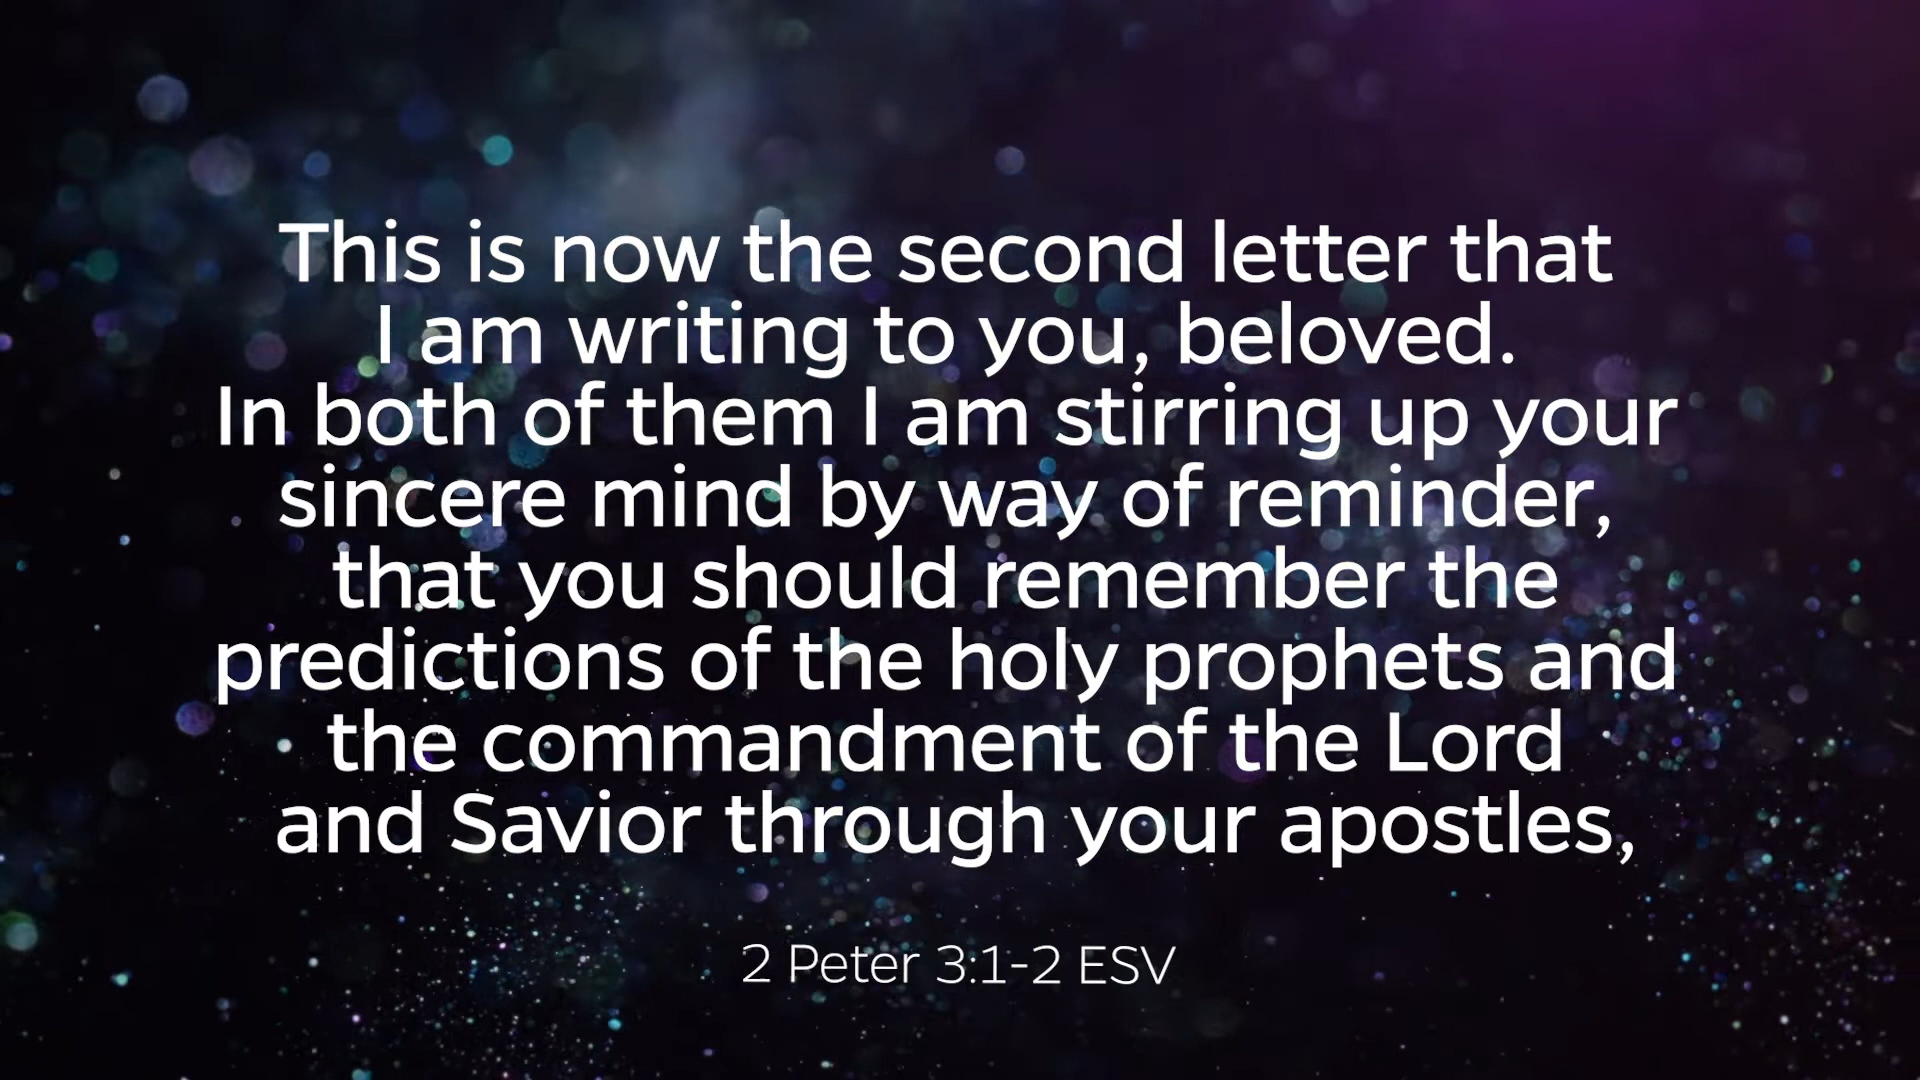 This is now the second letter that
I am writing to you, beloved.
In both of them I am stirring up your
sincere mind by way of reminder,
that you should remember the
predictions of the holy prophets and
the commandment of the Lord
and Savior through your apostles,
2 Peter 3:1-2 ESV